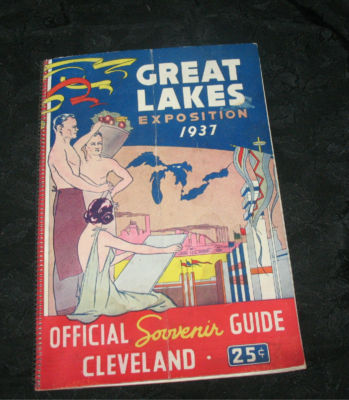 GREAT
LAKES
EXPOSITION
1937
OFFICIAL Souvenir GUIDE
CLEVELAND · 25¢